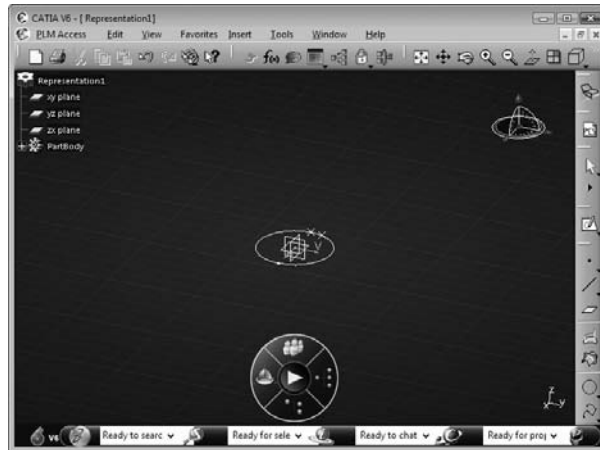 CATIA V6 - [ Representation1]
PLM Access Edit View Favorites Insert Tools Window Help
f(x)
Representation1
xy plane
yz plane
zx plane
PartBody
x
y
z
x
y
V6
Ready to searc
Ready for sele
Ready to chat
Ready for proj